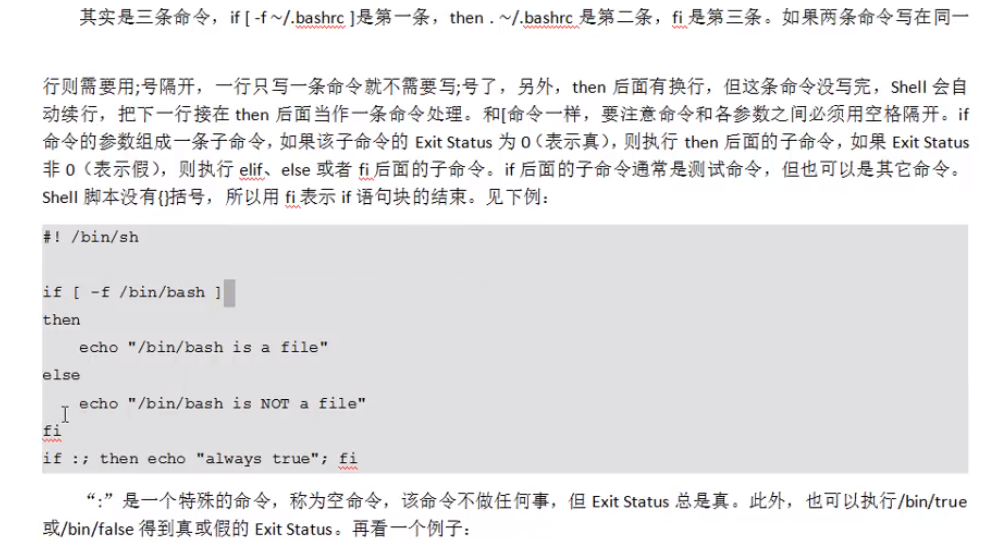 其实是三条命令，if [ -f ~/.bashrc ]是第一条，then . ~/.bashrc 是第二条，fi 是第三条。如果两条命令写在同一
行则需要用;号隔开，一行只写一条命令就不需要写;号了，另外，then 后面有换行，但这条命令没写完，Shell 会自
动续行，把下一行接在 then 后面当作一条命令处理。和[命令一样，要注意命令和各参数之间必须用空格隔开。if
命令的参数组成一条子命令，如果该子命令的 Exit Status 为 0（表示真），则执行 then 后面的子命令，如果 Exit Status
非 0（表示假），则执行 elif、else 或者 fi 后面的子命令。if 后面的子命令通常是测试命令，但也可以是其它命令。
Shell 脚本没有{}括号，所以用 fi 表示 if 语句块的结束。见下例：
#! /bin/sh
if [ -f /bin/bash ]
then
    echo "/bin/bash is a file"
else
    echo "/bin/bash is NOT a file"
fi
if :; then echo "always true"; fi
“:”是一个特殊的命令，称为空命令，该命令不做任何事，但 Exit Status 总是真。此外，也可以执行/bin/true
或/bin/false 得到真或假的 Exit Status。再看一个例子：